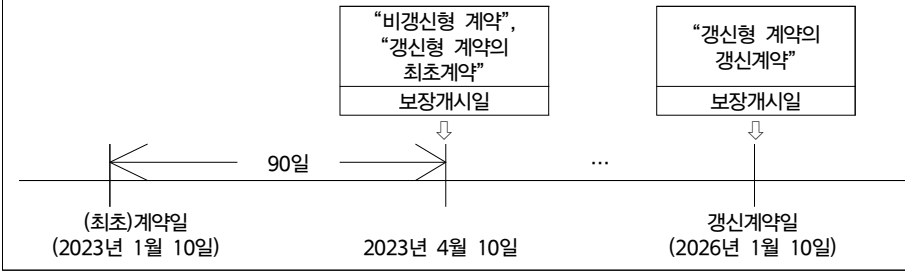 “비갱신형 계약”,
“갱신형 계약의
최초계약”
보장개시일
“갱신형 계약의
갱신계약”
보장개시일
90일
…
(최초)계약일
(2023년 1월 10일)
2023년 4월 10일
갱신계약일
(2026년 1월 10일)